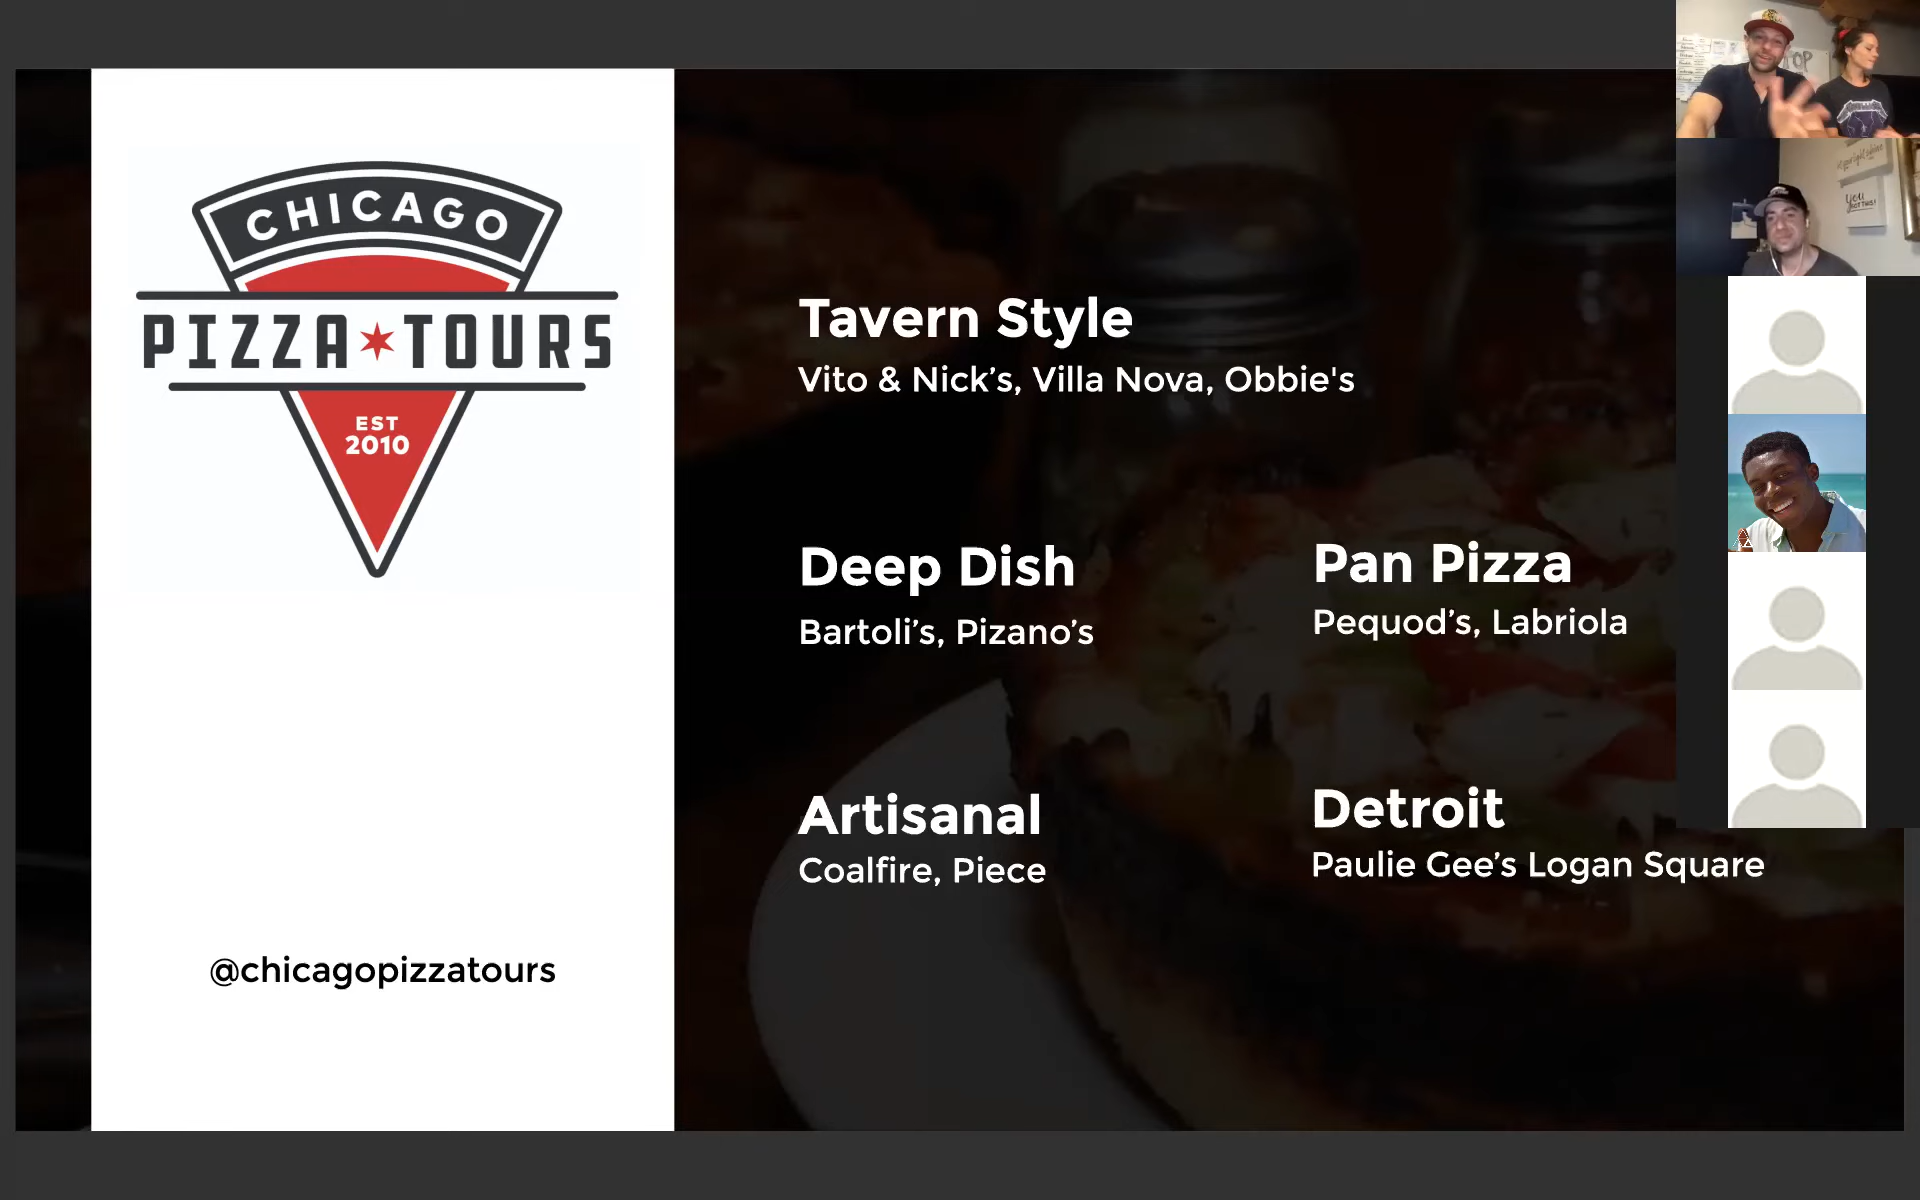 CHICAGO
PIZZA TOURS
EST
2010
@chicagopizzatours
Tavern Style
Vito & Nick’s, Villa Nova, Obbie's
Deep Dish
Bartoli’s, Pizano’s
Pan Pizza
Pequod’s, Labriola
Artisanal
Coalfire, Piece
Detroit
Paulie Gee’s Logan Square
You